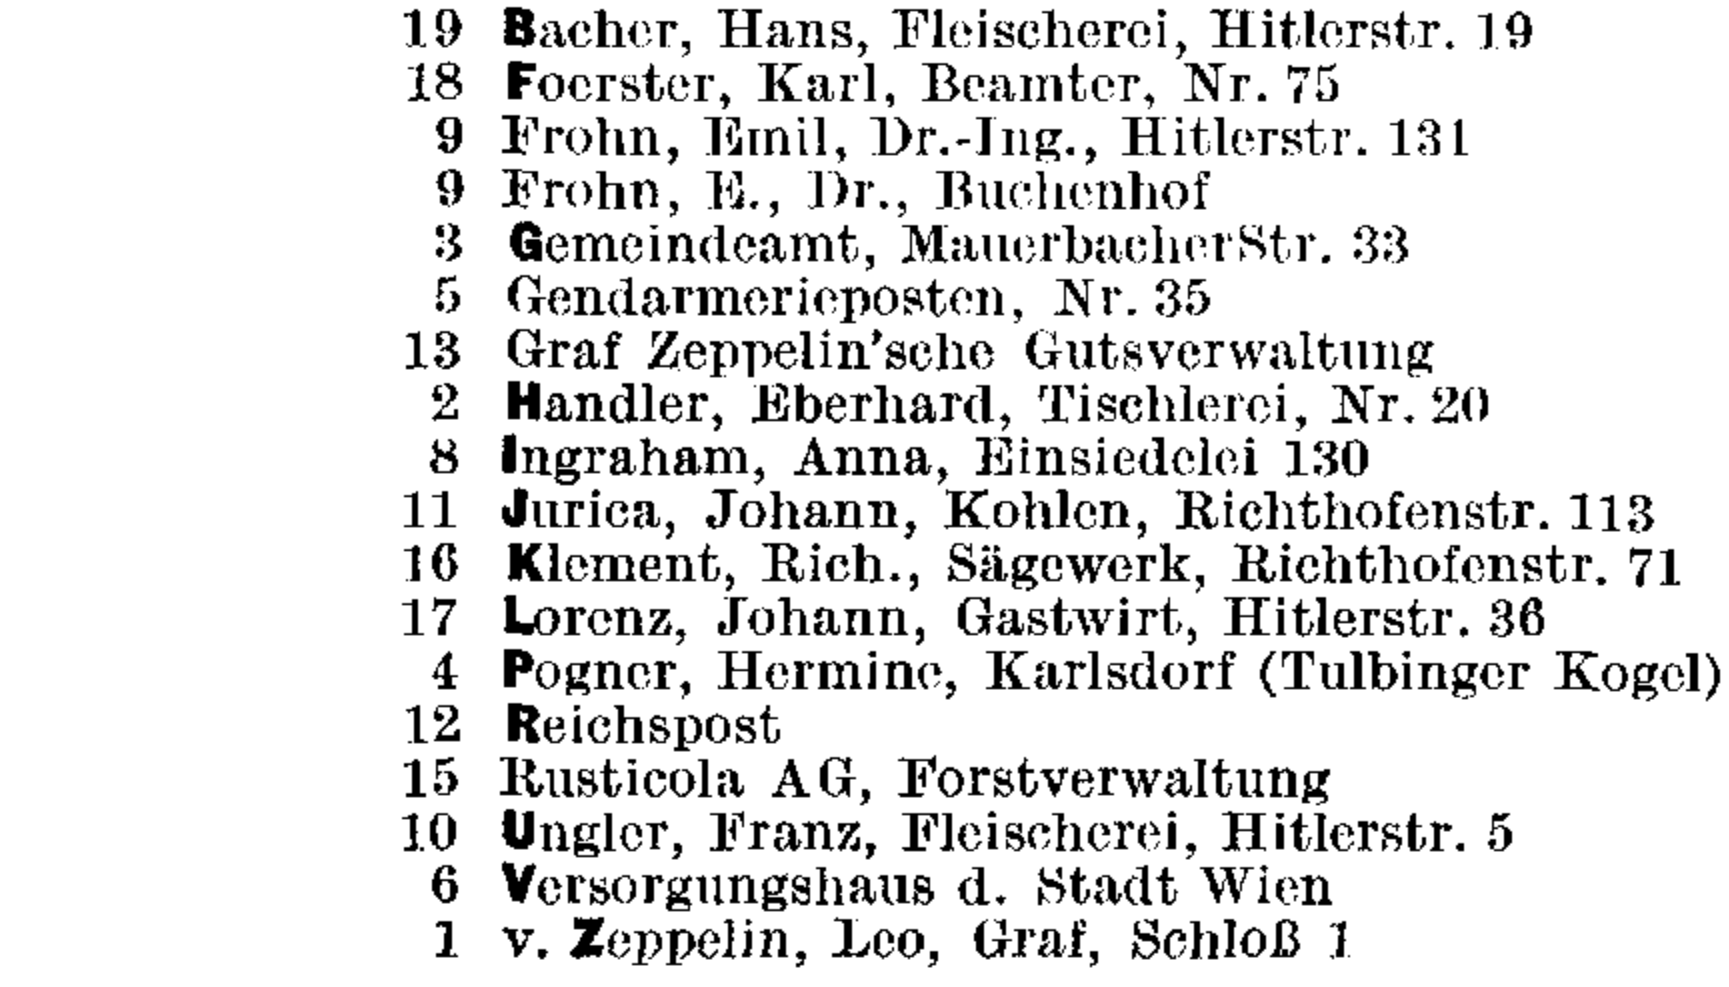 19 Bacher, Hans, Fleischerei, Hitlerstr. 19
18 Foerster, Karl, Beamter, Nr. 75
9 Frohn, Emil, Dr.-Ing., Hitlerstr. 131
9 Frohn, E., Dr., Buchenhof
3 Gemeindeamt, MauerbacherStr. 33
5 Gendarmerieposten, Nr. 35
13 Graf Zeppelin'sche Gutsverwaltung
2 Handler, Eberhard, Tischlerei, Nr. 20
8 Ingraham, Anna, Einsiedelei 130
11 Jurica, Johann, Kohlen, Richthofenstr. 113
16 Klement, Rich., Sägewerk, Richthofenstr. 71
17 Lorenz, Johann, Gastwirt, Hitlerstr. 36
4 Pogner, Hermine, Karlsdorf (Tulbinger Kogel)
12 Reichspost
15 Rusticola AG, Forstverwaltung
10 Ungler, Franz, Fleischerei, Hitlerstr. 5
6 Versorgungshaus d. Stadt Wien
1 v. Zeppelin, Leo, Graf, Schloß 1